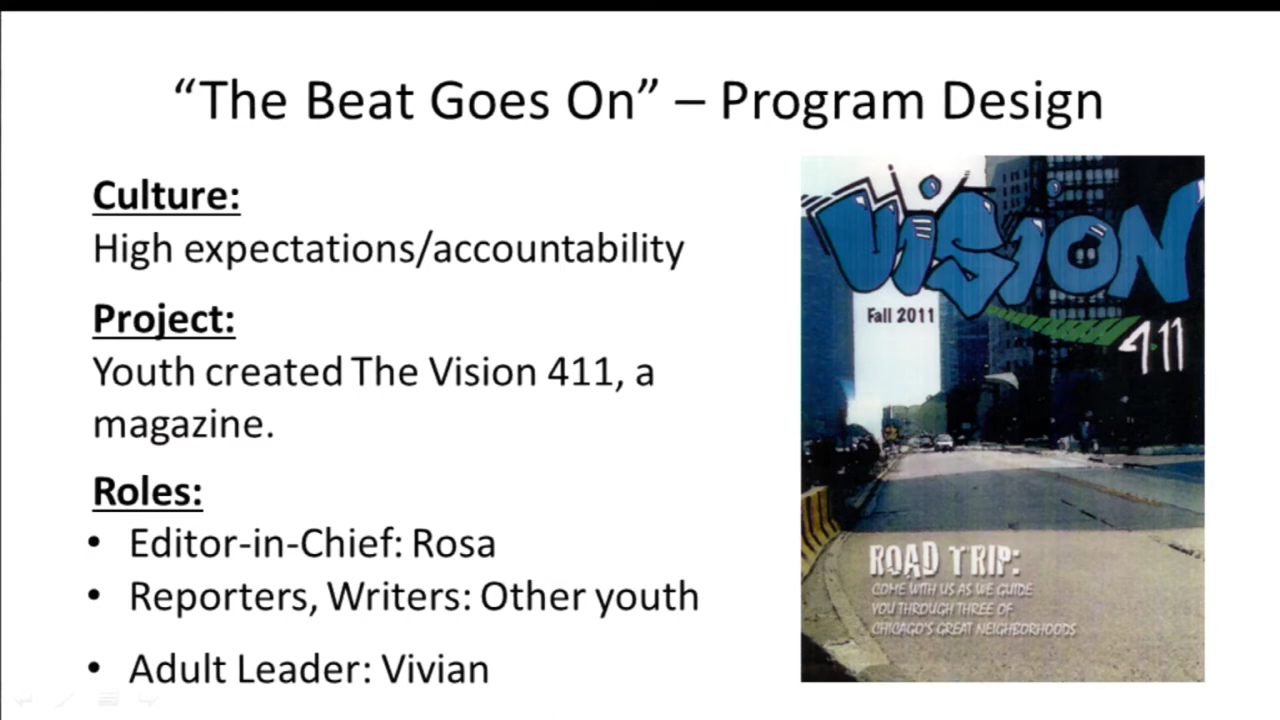 “The Beat Goes On” – Program Design
Culture:
High expectations/accountability
Project:
Youth created The Vision 411, a
magazine.
Roles:
• Editor-in-Chief: Rosa
• Reporters, Writers: Other youth
• Adult Leader: Vivian
VISION
Fall 2011
411
ROAD TRIP:
COME WITH US AS WE GUIDE
YOU THROUGH THREE OF
CHICAGO'S GREAT NEIGHBORHOODS